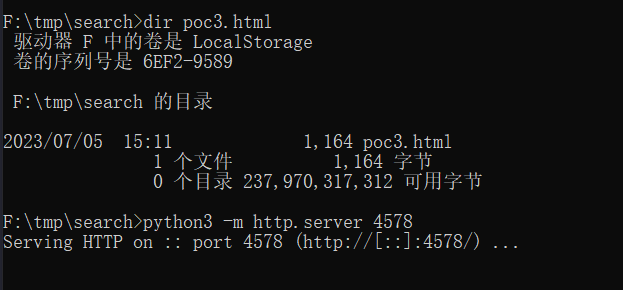 F:\tmp\search>dir poc3.html
驱动器 F 中的卷是 LocalStorage
卷的序列号是 6EF2-9589
F:\tmp\search 的目录
2023/07/05  15:11             1,164 poc3.html
1 个文件          1,164 字节
0 个目录 237,970,317,312 可用字节
F:\tmp\search>python3 -m http.server 4578
Serving HTTP on :: port 4578 (http://[::]:4578/) ...